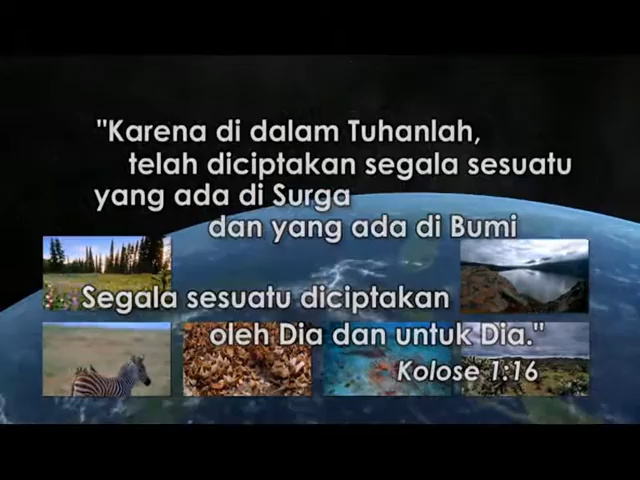 "Karena di dalam Tuhanlah,
telah diciptakan segala sesuatu
yang ada di Surga
dan yang ada di Bumi
Segala sesuatu diciptakan
oleh Dia dan untuk Dia."
Kolose 1:16